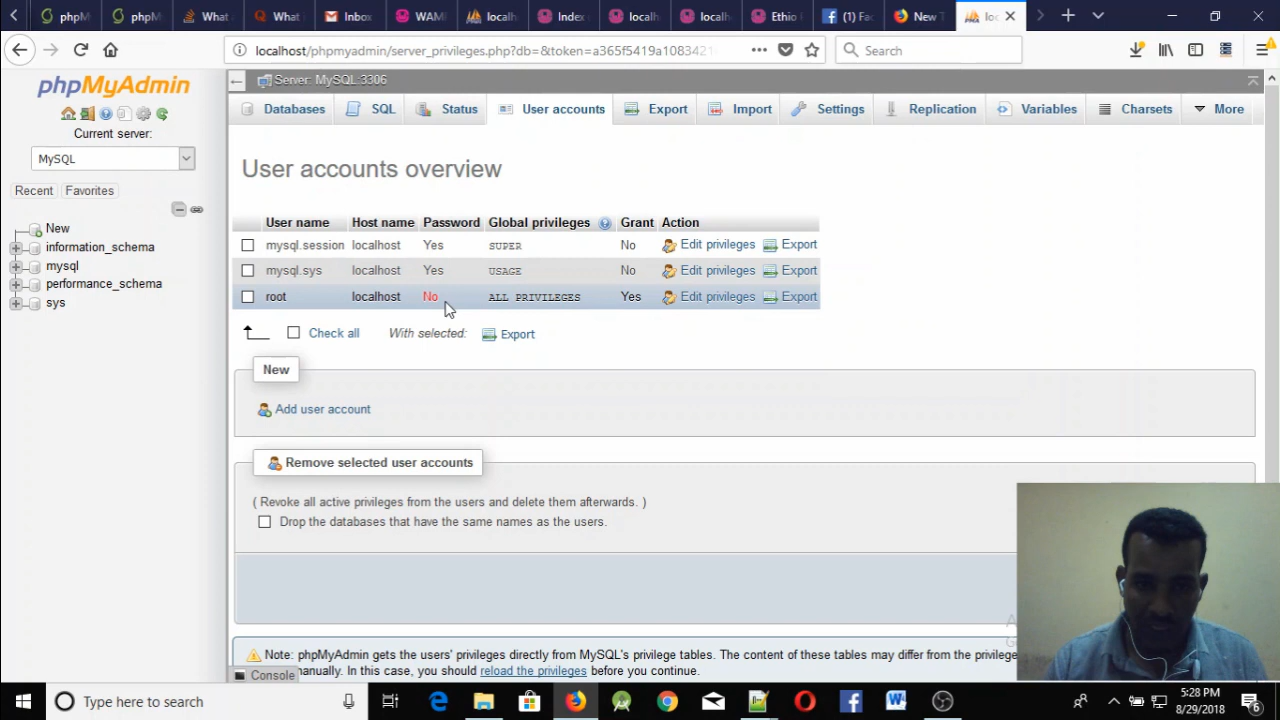 phpM
phpM
What
What I
Inbox
WAM
localh
Index
localh
localh
Ethio F
(1) Fac
New T
loc
localhost/phpmyadmin/server_privileges.php?db=&token=a365f5419a1083421
Search
phpMyAdmin
Current server:
MySQL
Recent Favorites
New
information_schema
mysql
performance_schema
sys
Server: MySQL:3306
Databases SQL Status User accounts Export Import Settings Replication Variables Charsets More
User accounts overview
User name Host name Password Global privileges Grant Action
mysql.session localhost Yes SUPER No Edit privileges Export
mysql.sys localhost Yes USAGE No Edit privileges Export
root localhost No ALL PRIVILEGES Yes Edit privileges Export
Check all With selected: Export
New
Add user account
Remove selected user accounts
( Revoke all active privileges from the users and delete them afterwards. )
Drop the databases that have the same names as the users.
Note: phpMyAdmin gets the users' privileges directly from MySQL's privilege tables. The content of these tables may differ from the privilege
manually. In this case, you should reload the privileges before you continue.
Console
Type here to search
5:28 PM
8/29/2018
6